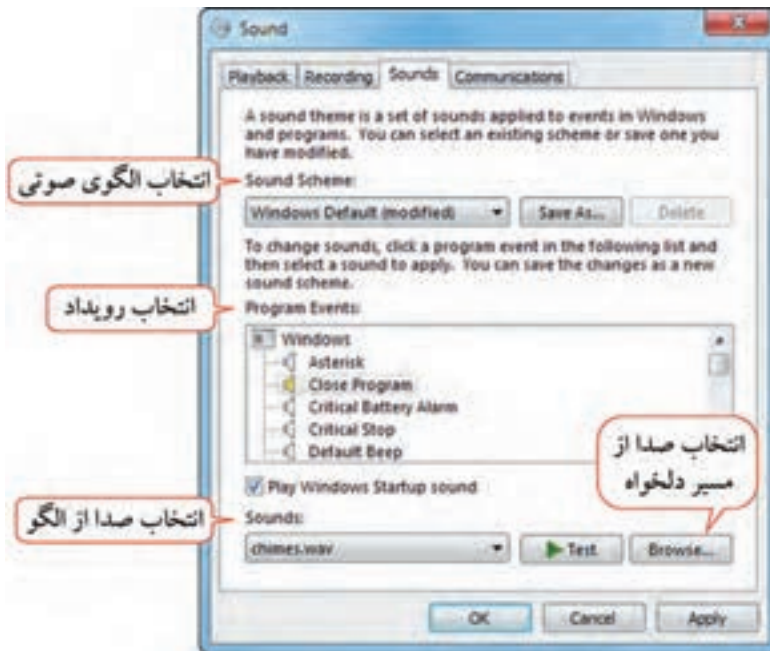 Sound
Playback Recording Sounds Communications
A sound theme is a set of sounds applied to events in Windows
and programs. You can select an existing scheme or save one you
have modified.
انتخاب الگوی صوتی
Sound Scheme:
Windows Default (modified) Save As... Delete
To change sounds, click a program event in the following list and
then select a sound to apply. You can save the changes as a new
sound scheme.
انتخاب رویداد
Program Events:
Windows
Asterisk
Close Program
Critical Battery Alarm
Critical Stop
Default Beep
انتخاب صدا از
مسیر دلخواه
Play Windows Startup sound
انتخاب صدا از الگو
Sounds:
chimes.wav Test Browse...
OK Cancel Apply